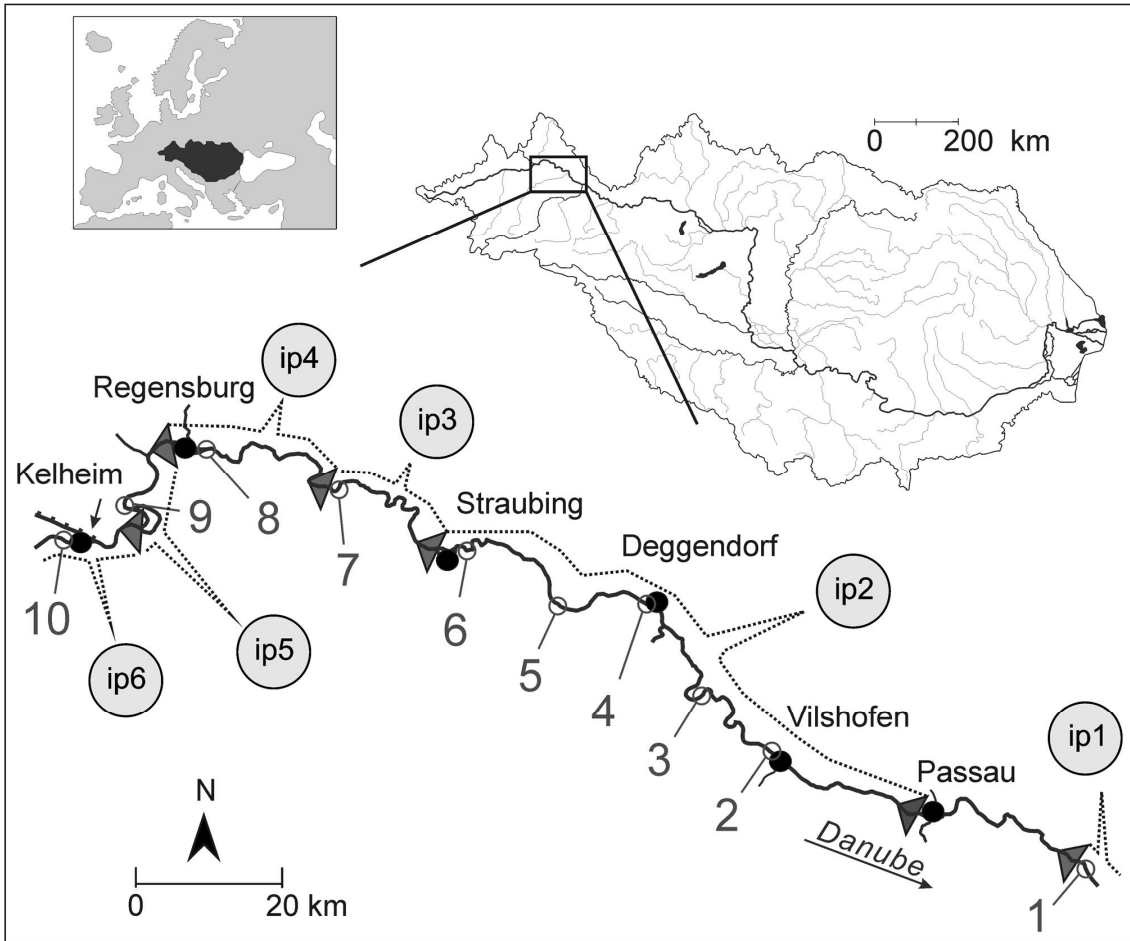 0 200 km
ip4
Regensburg
ip3
Kelheim
Straubing
9
8
Deggendorf
7
ip2
10
6
ip5
5
ip6
4
Vilshofen
ip1
3
Passau
2
N
Danube
0 20 km
1